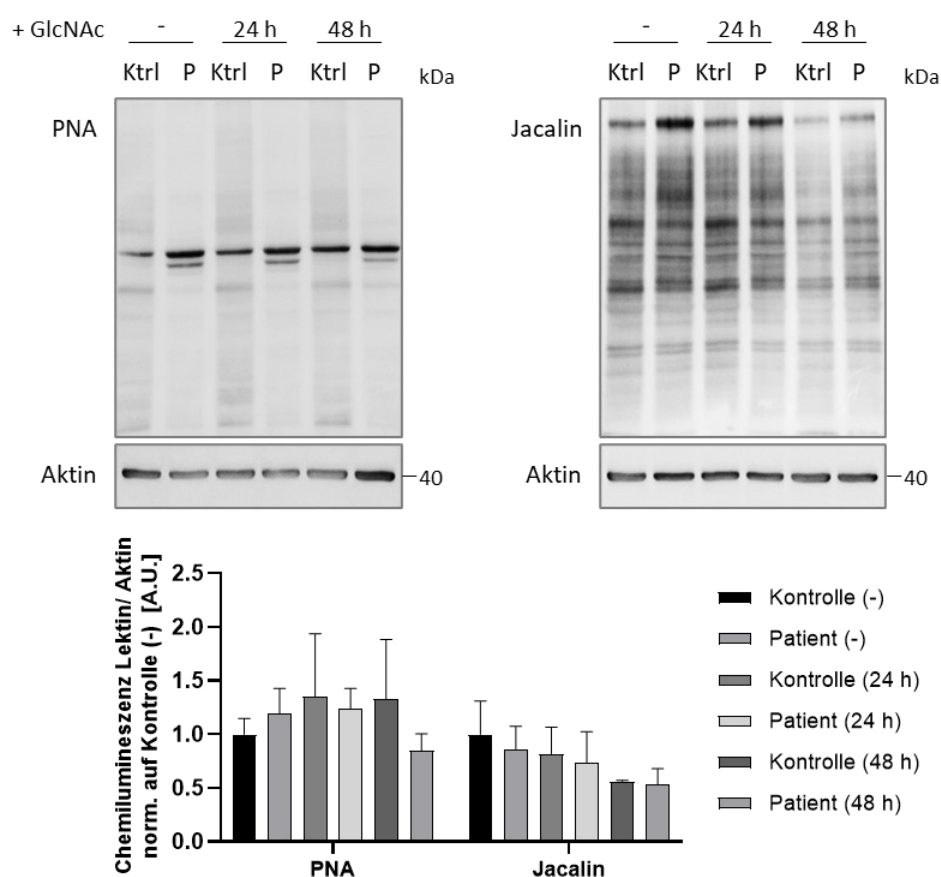 + GlcNAc - 24 h 48 h - 24 h 48 h
Ktrl P Ktrl P Ktrl P kDa Ktrl P Ktrl P Ktrl P kDa
PNA Jacalin
Aktin 40 Aktin 40
Chemilumineszenz Lektin/ Aktin
norm. auf Kontrolle (-) [A.U.]
2.5
2.0
1.5
1.0
0.5
0.0
PNA Jacalin
Kontrolle (-)
Patient (-)
Kontrolle (24 h)
Patient (24 h)
Kontrolle (48 h)
Patient (48 h)